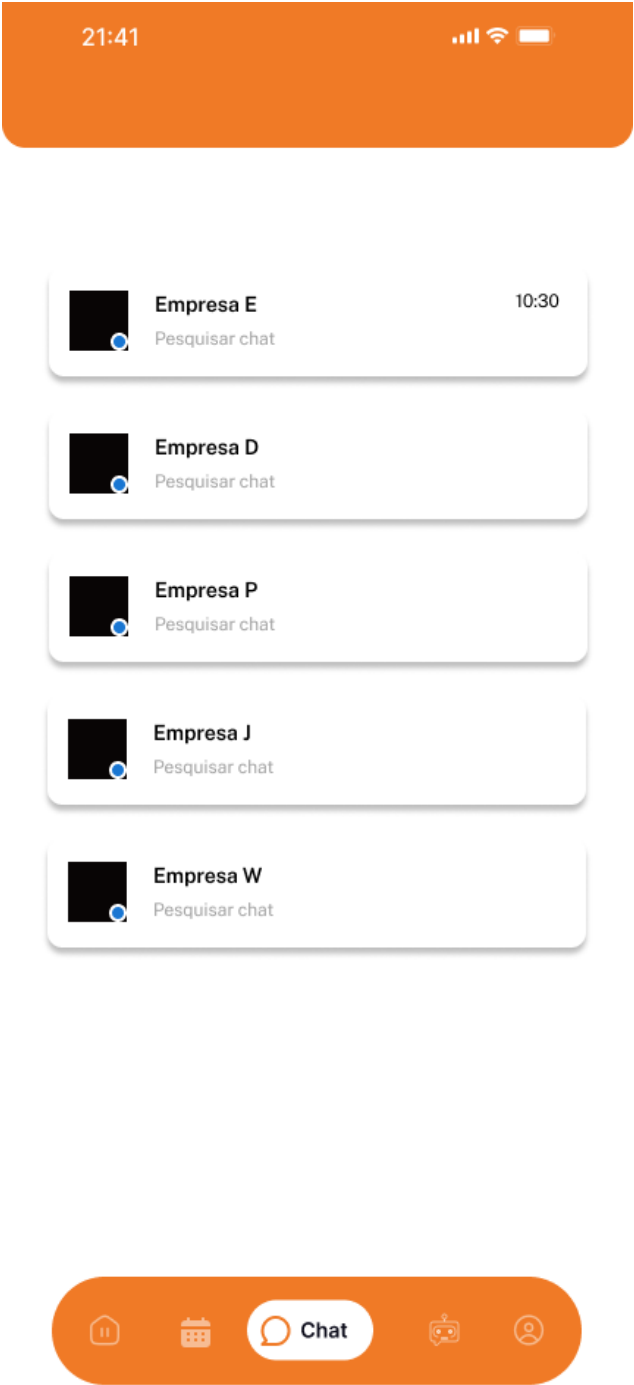 21:41
Empresa E
10:30
Pesquisar chat
Empresa D
Pesquisar chat
Empresa P
Pesquisar chat
Empresa J
Pesquisar chat
Empresa W
Pesquisar chat
Chat